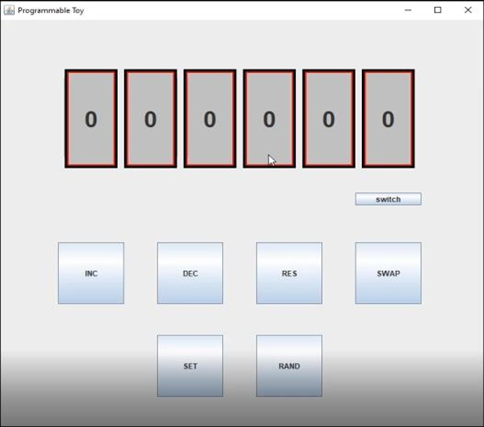 Programmable Toy
0 0 0 0 0 0
switch
INC DEC RES SWAP
SET RAND